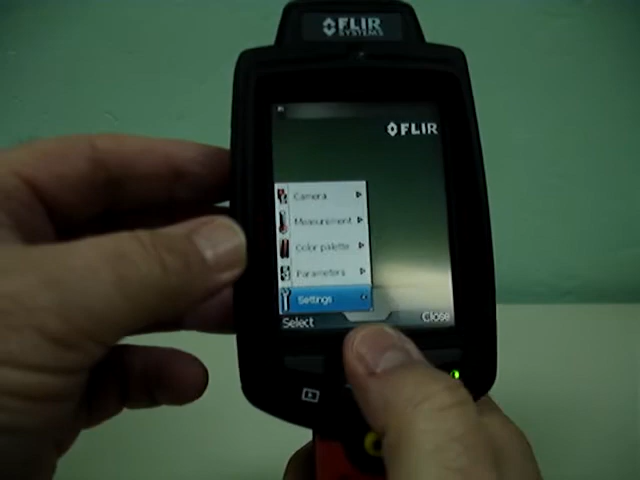 FLIR
SYSTEMS
FLIR
Camera
Measurement
Color palette
Parameters
Settings
Select
Close